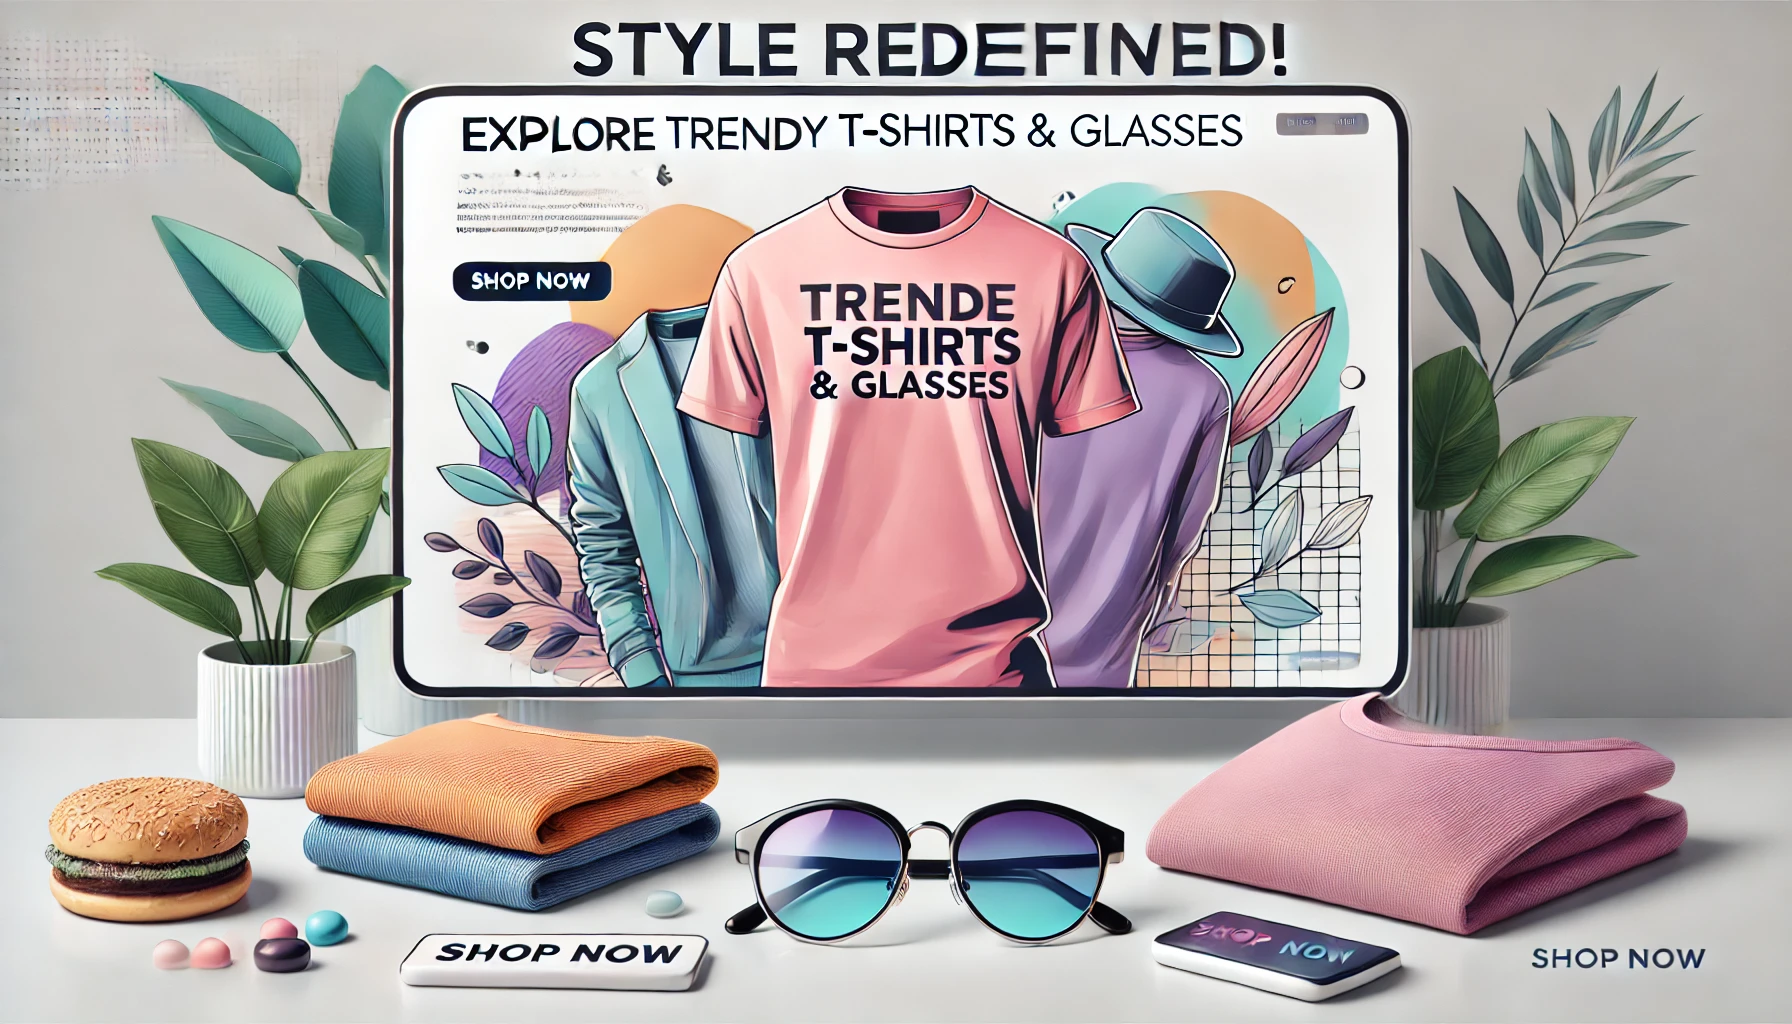 STYLE REDEFINED!
EXPLORE TRENDY T-SHIRTS & GLASSES
SHOP NOW
TRENDE
T-SHIRTS
& GLASSES
SHOP NOW
SHOP NOW
SHOP NOW